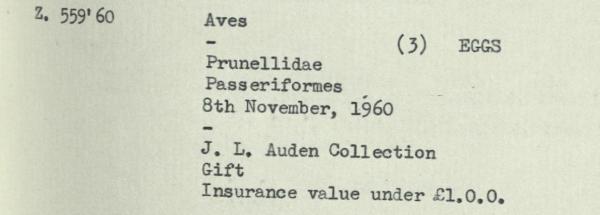 Z. 559'60 Aves
- (3) EGGS
Prunellidae
Passeriformes
8th November, 1960
-
J. L. Auden Collection
Gift
Insurance value under £1.0.0.